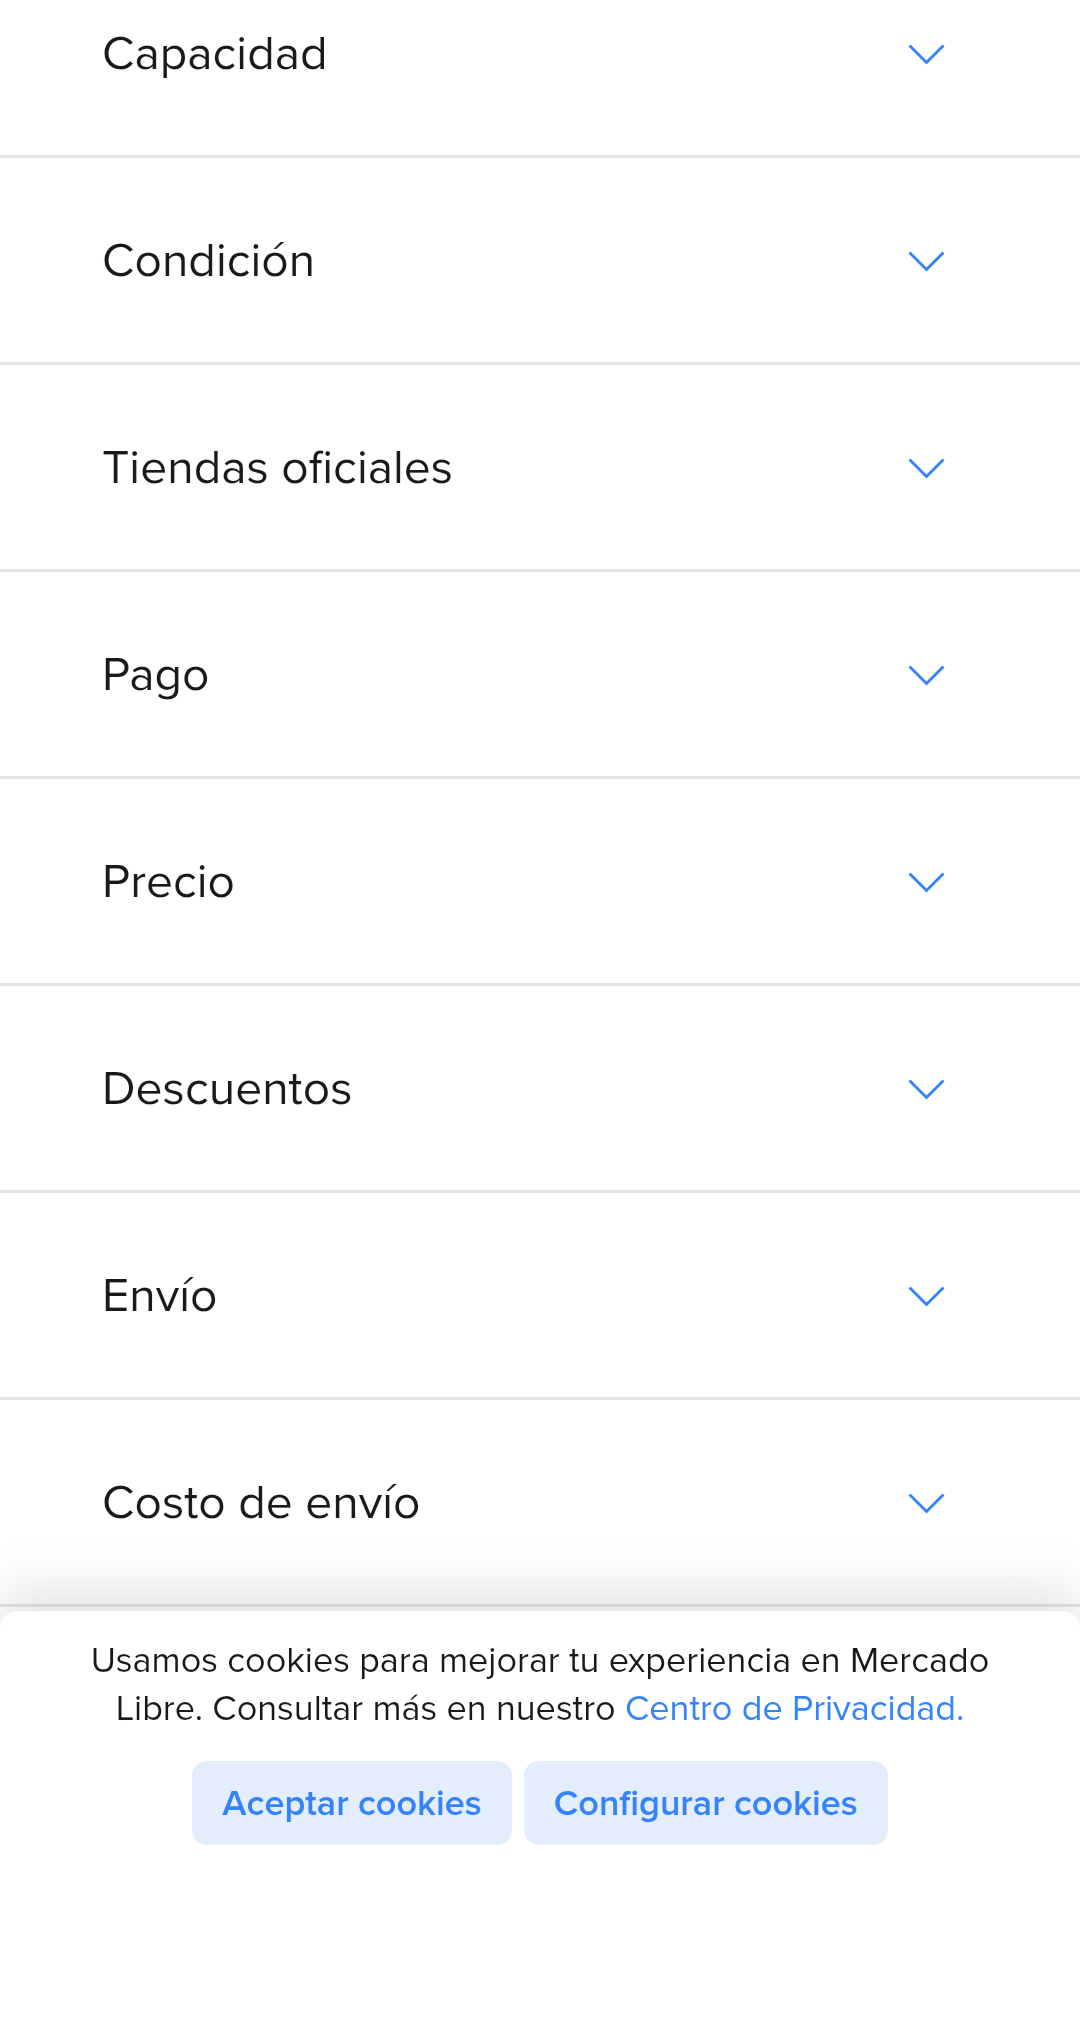 Capacidad
Condición
Tiendas oficiales
Pago
Precio
Descuentos
Envío
Costo de envío
Usamos cookies para mejorar tu experiencia en Mercado
Libre. Consultar más en nuestro Centro de Privacidad.
Aceptar cookies
Configurar cookies